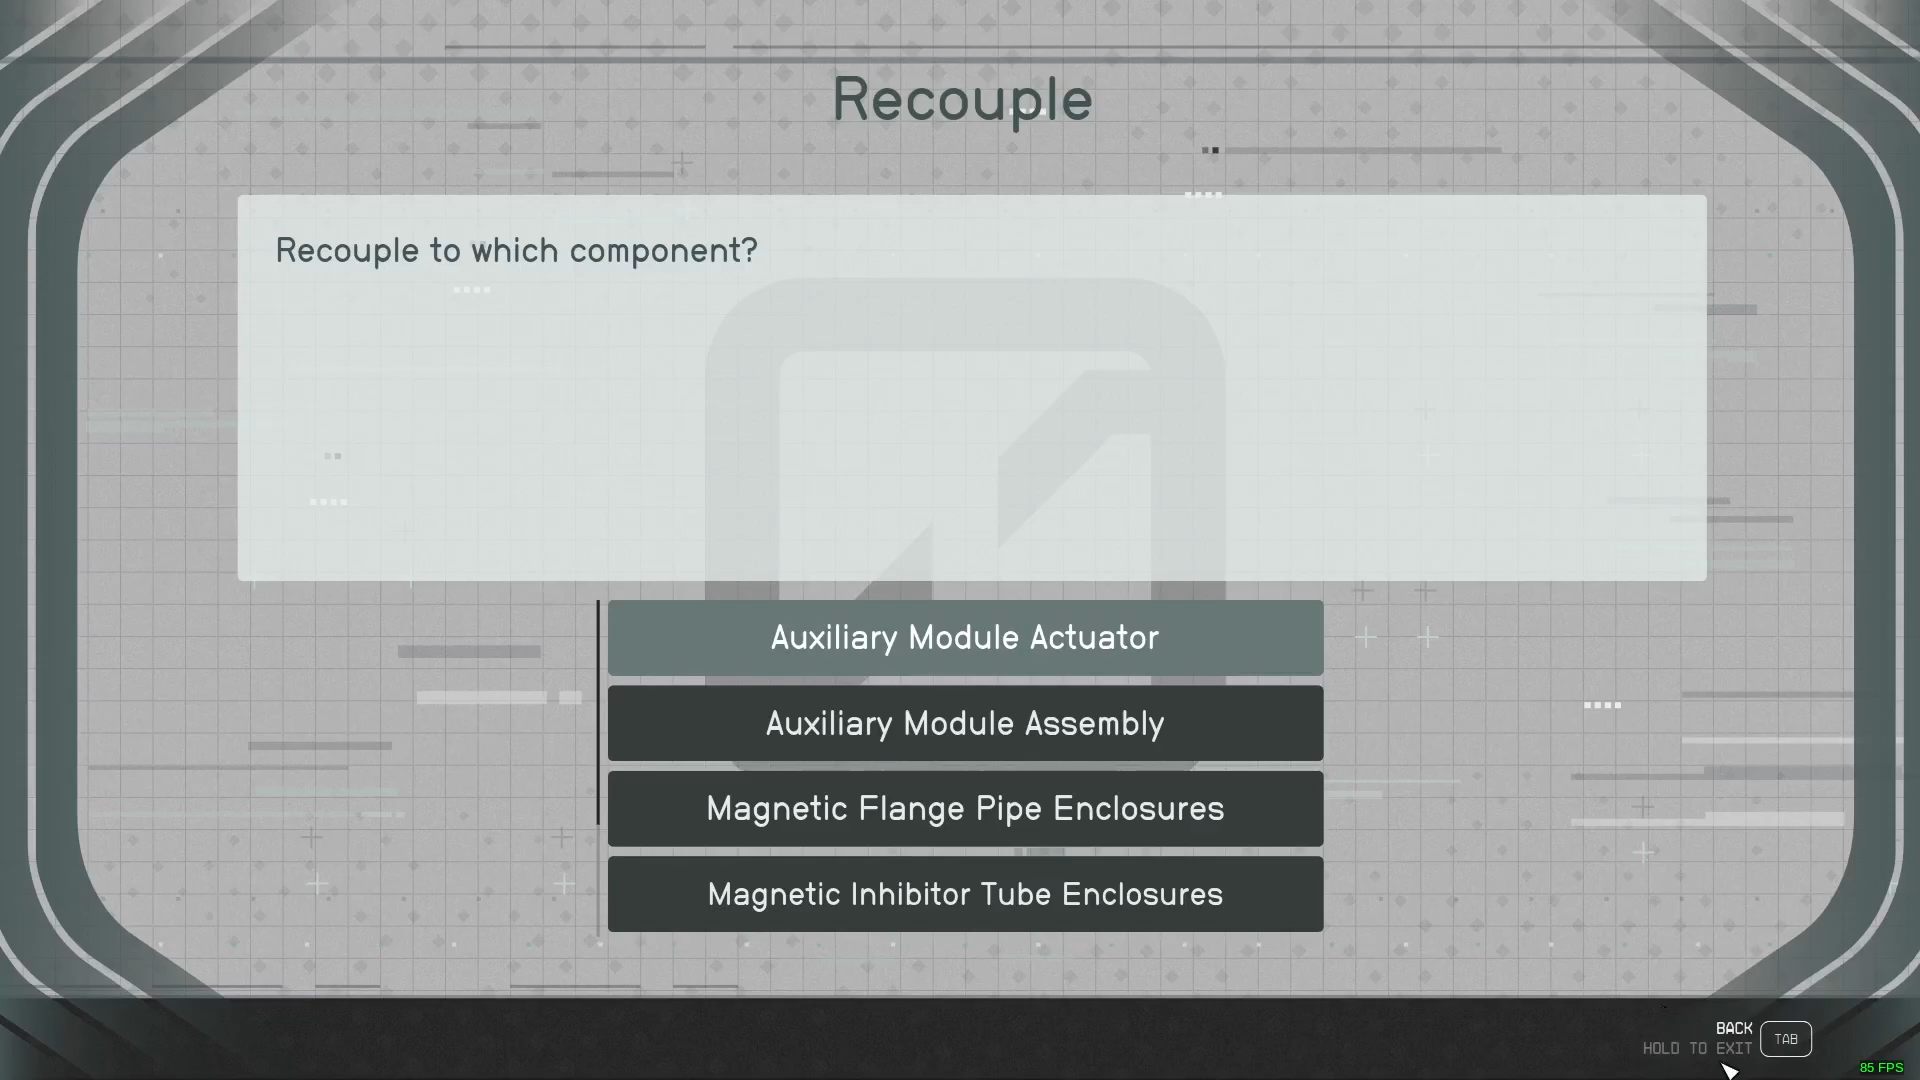 Recouple
Recouple to which component?
Auxiliary Module Actuator
Auxiliary Module Assembly
Magnetic Flange Pipe Enclosures
Magnetic Inhibitor Tube Enclosures
BACK
HOLD TO EXIT
TAB
85 FPS